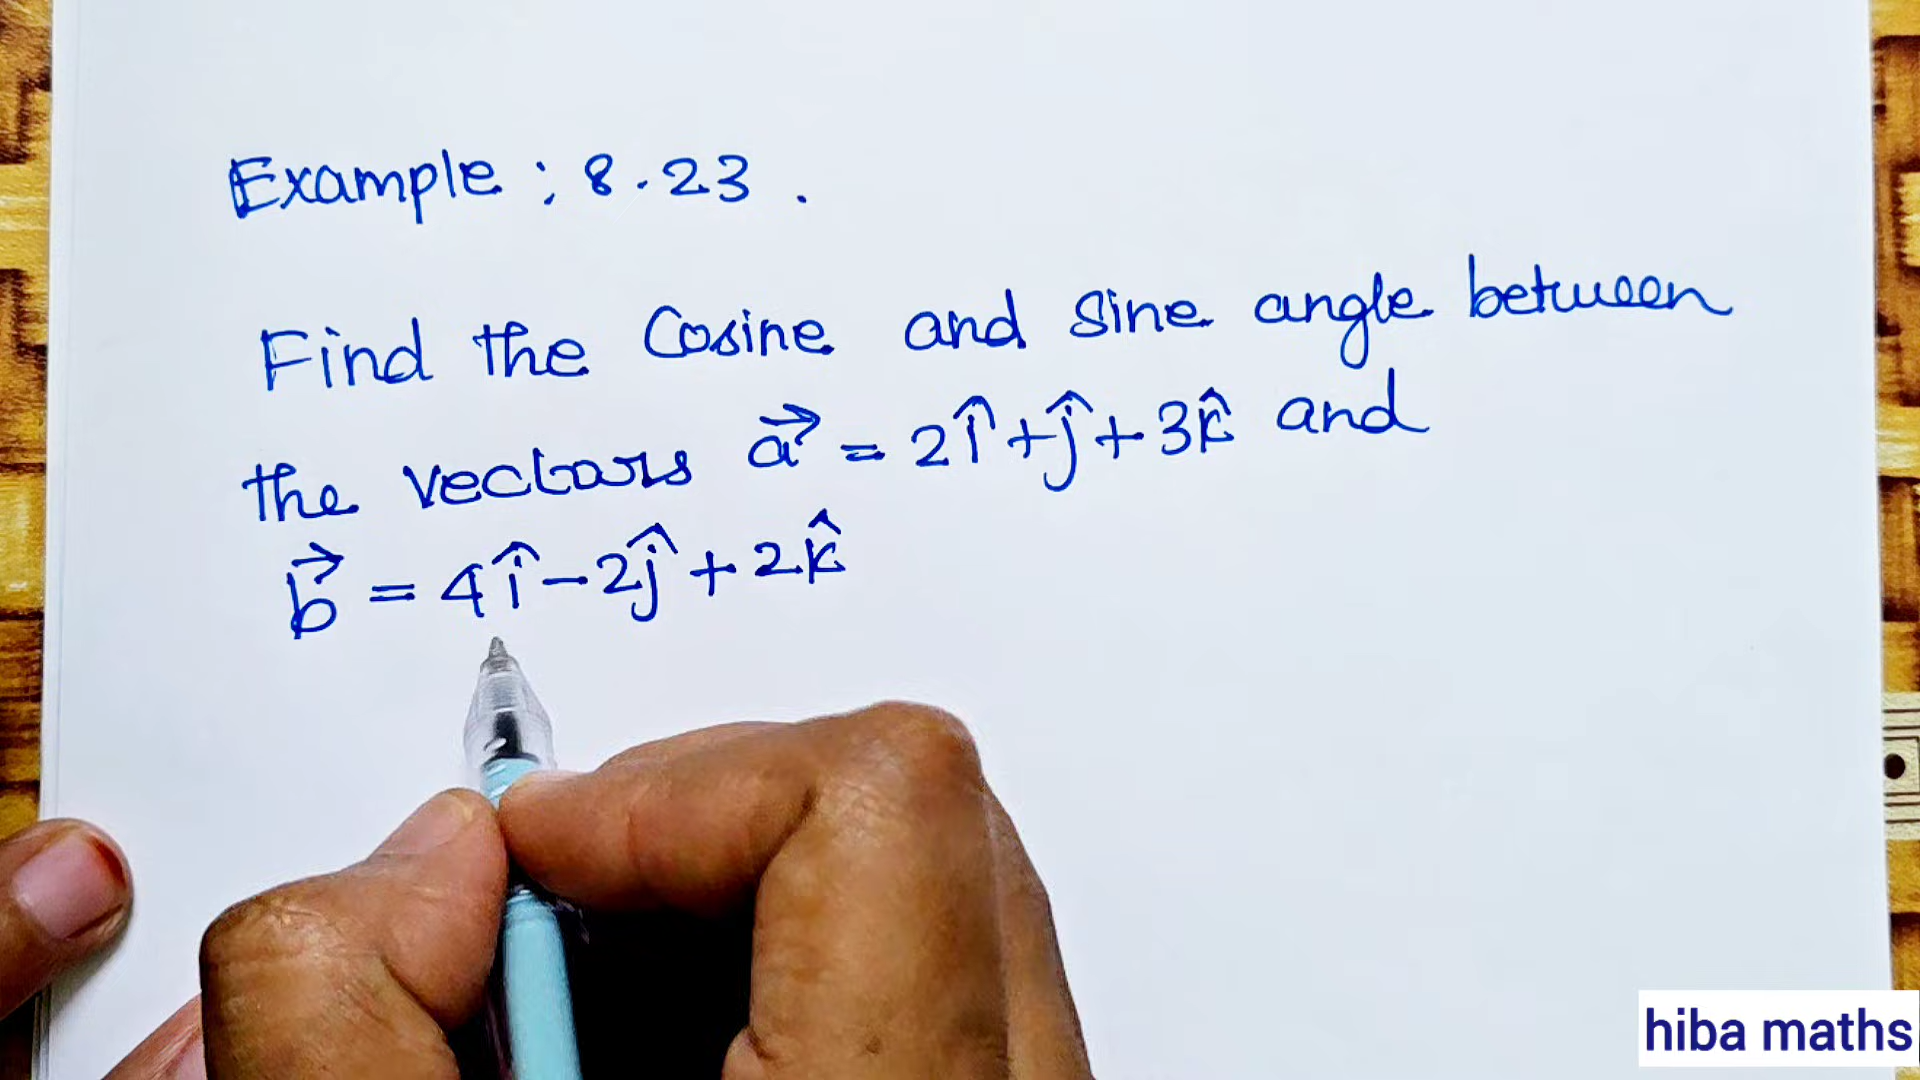 Example : 8.23 .
Find the Cosine and Sine angle between
the vectors a⃗ = 2î+ĵ+3k̂ and
b⃗ = 4î-2ĵ+2k̂
hiba maths